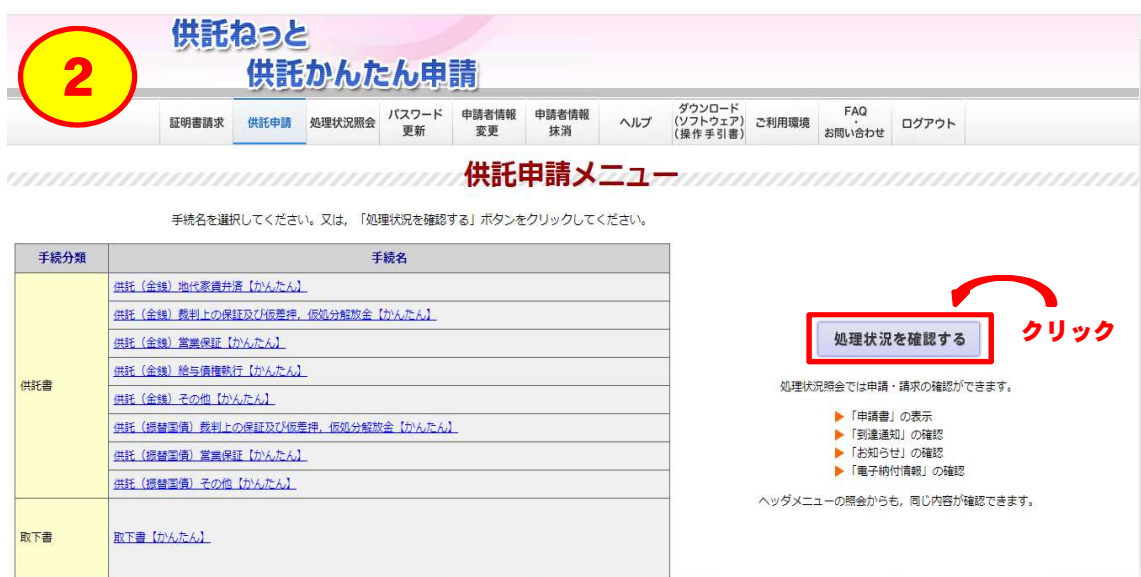 2
供託ねっと
供託かんたん申請
証明書請求
供託申請
処理状況照会
パスワード
更新
申請者情報
変更
申請者情報
抹消
ヘルプ
ダウンロード
(ソフトウェア)
(操作手引書)
ご利用環境
FAQ
・
お問い合わせ
ログアウト
供託申請メニュー
手続名を選択してください。又は,「処理状況を確認する」ボタンをクリックしてください。
手続分類
手続名
供託書
供託（金銭）地代家賃弁済【かんたん】
供託（金銭）裁判上の保証及び仮差押，仮処分解放金【かんたん】
供託（金銭）営業保証【かんたん】
供託（金銭）給与債権執行【かんたん】
供託（金銭）その他【かんたん】
供託（振替国債）裁判上の保証及び仮差押，仮処分解放金【かんたん】
供託（振替国債）営業保証【かんたん】
供託（振替国債）その他【かんたん】
取下書
取下書【かんたん】
処理状況を確認する
クリック
処理状況照会では申請・請求の確認ができます。
▶「申請書」の表示
▶「到達通知」の確認
▶「お知らせ」の確認
▶「電子納付情報」の確認
ヘッダメニューの照会からも，同じ内容が確認できます。